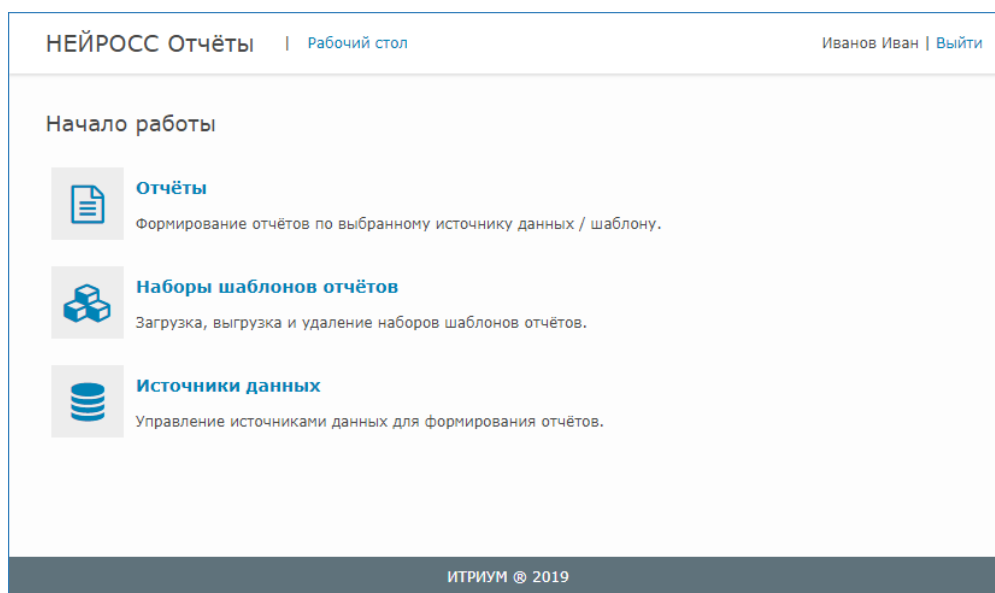 НЕЙРОСС Отчёты | Рабочий стол Иванов Иван | Выйти
Начало работы
Отчёты
Формирование отчётов по выбранному источнику данных / шаблону.
Наборы шаблонов отчётов
Загрузка, выгрузка и удаление наборов шаблонов отчётов.
Источники данных
Управление источниками данных для формирования отчётов.
ИТРИУМ ® 2019